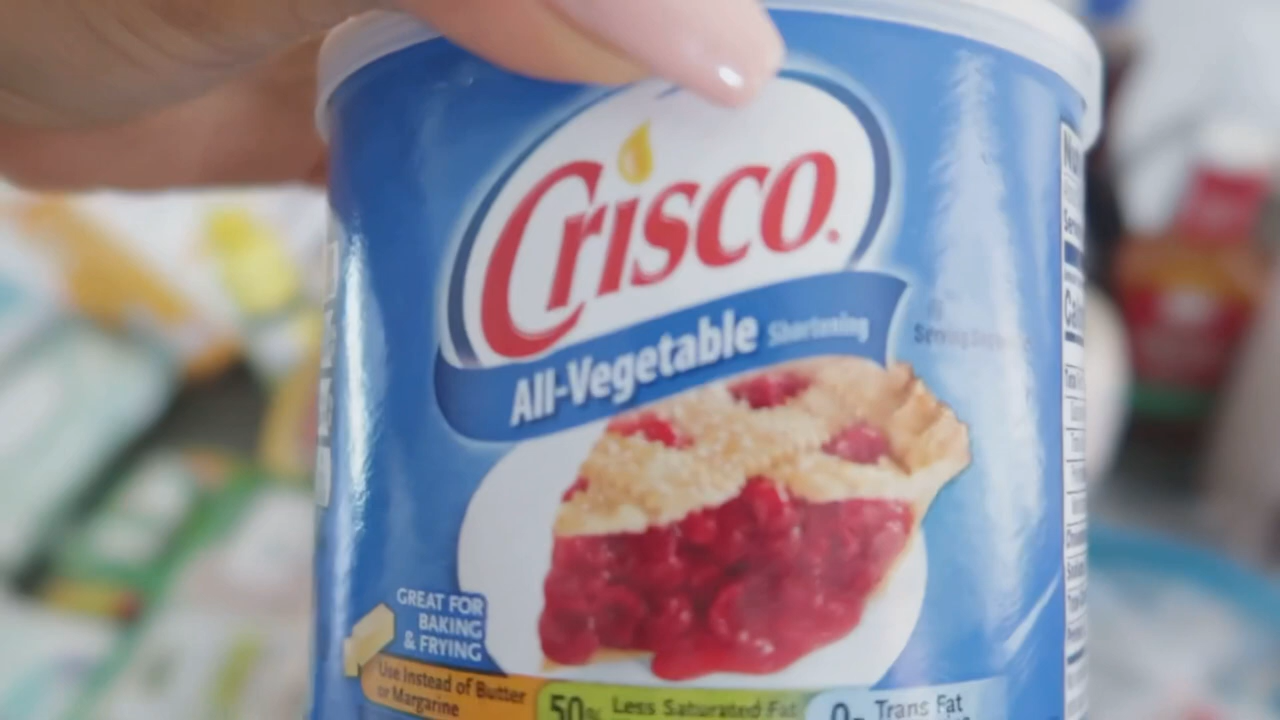 Crisco
All-Vegetable Shortening
Serving
GREAT FOR
BAKING
& FRYING
Use Instead of Butter
or Margarine
50% Less Saturated Fat
0g Trans Fat